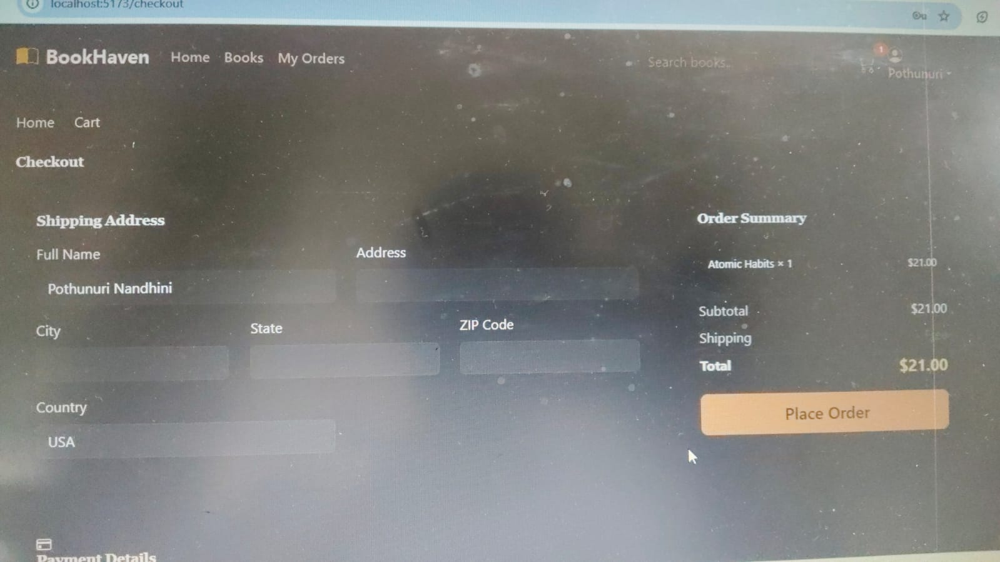 localhost:5173/checkout
BookHaven Home Books My Orders Search books... 1 Pothunuri
Home Cart
Checkout
Shipping Address
Full Name Address
Pothunuri Nandhini
City State ZIP Code
Country
USA
Payment Details
Order Summary
Atomic Habits × 1 $21.00
Subtotal $21.00
Shipping Free
Total $21.00
Place Order